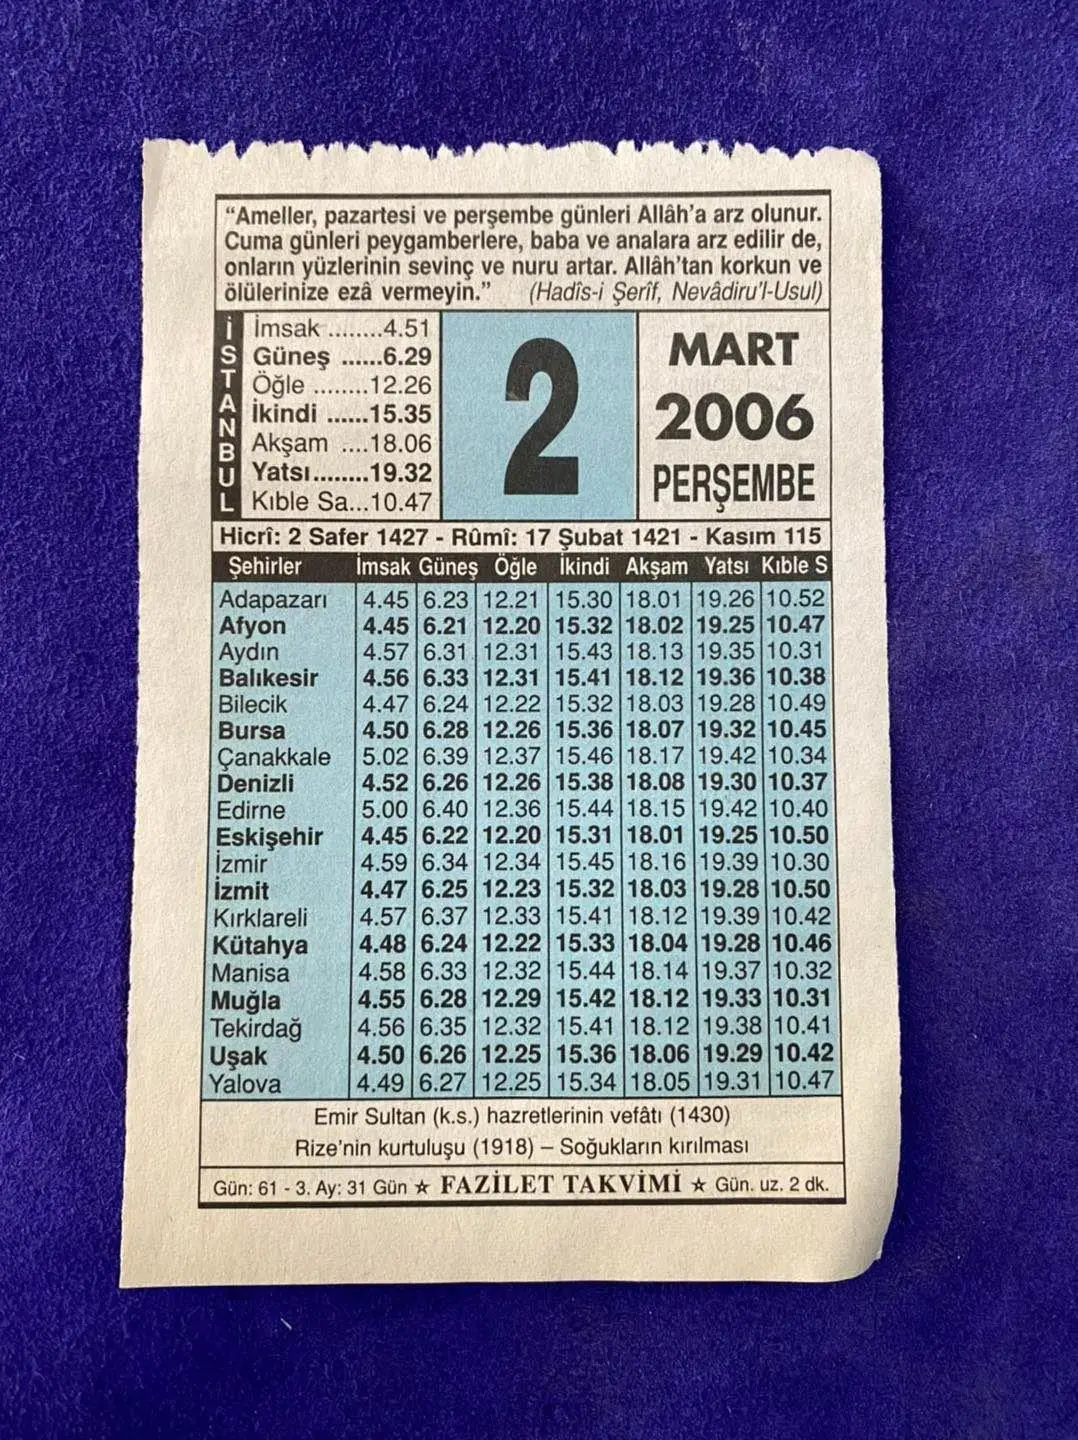 “Ameller, pazartesi ve perşembe günleri Allâh’a arz olunur.
Cuma günleri peygamberlere, baba ve analara arz edilir de,
onların yüzlerinin sevinç ve nuru artar. Allâh’tan korkun ve
ölülerinize ezâ vermeyin.” (Hadîs-i Şerîf, Nevâdiru’l-Usul)
İSTANBUL
İmsak ........4.51
Güneş ......6.29
Öğle ........12.26
İkindi ......15.35
Akşam ....18.06
Yatsı........19.32
Kıble Sa...10.47
2
MART
2006
PERŞEMBE
Hicrî: 2 Safer 1427 - Rûmî: 17 Şubat 1421 - Kasım 115
Şehirler İmsak Güneş Öğle İkindi Akşam Yatsı Kıble S
Adapazarı 4.45 6.23 12.21 15.30 18.01 19.26 10.52
Afyon 4.45 6.21 12.20 15.32 18.02 19.25 10.47
Aydın 4.57 6.31 12.31 15.43 18.13 19.35 10.31
Balıkesir 4.56 6.33 12.31 15.41 18.12 19.36 10.38
Bilecik 4.47 6.24 12.22 15.32 18.03 19.28 10.49
Bursa 4.50 6.28 12.26 15.36 18.07 19.32 10.45
Çanakkale 5.02 6.39 12.37 15.46 18.17 19.42 10.34
Denizli 4.52 6.26 12.26 15.38 18.08 19.30 10.37
Edirne 5.00 6.40 12.36 15.44 18.15 19.42 10.40
Eskişehir 4.45 6.22 12.20 15.31 18.01 19.25 10.50
İzmir 4.59 6.34 12.34 15.45 18.16 19.39 10.30
İzmit 4.47 6.25 12.23 15.32 18.03 19.28 10.50
Kırklareli 4.57 6.37 12.33 15.41 18.12 19.39 10.42
Kütahya 4.48 6.24 12.22 15.33 18.04 19.28 10.46
Manisa 4.58 6.33 12.32 15.44 18.14 19.37 10.32
Muğla 4.55 6.28 12.29 15.42 18.12 19.33 10.31
Tekirdağ 4.56 6.35 12.32 15.41 18.12 19.38 10.41
Uşak 4.50 6.26 12.25 15.36 18.06 19.29 10.42
Yalova 4.49 6.27 12.25 15.34 18.05 19.31 10.47
Emir Sultan (k.s.) hazretlerinin vefâtı (1430)
Rize’nin kurtuluşu (1918) – Soğukların kırılması
Gün: 61 - 3. Ay: 31 Gün ☆ FAZİLET TAKVİMİ ☆ Gün. uz. 2 dk.